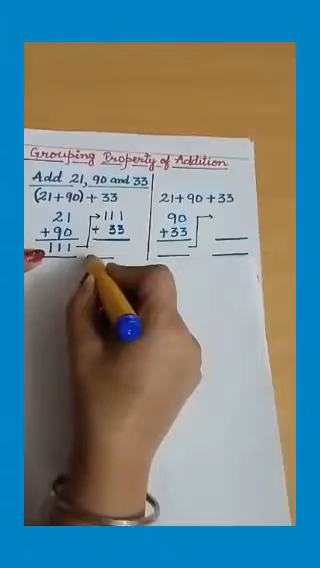 Grouping Property of Addition
Add 21, 90 and 33
(21+90) + 33
21
+90
111
111
+ 33
21+90+33
90
+33